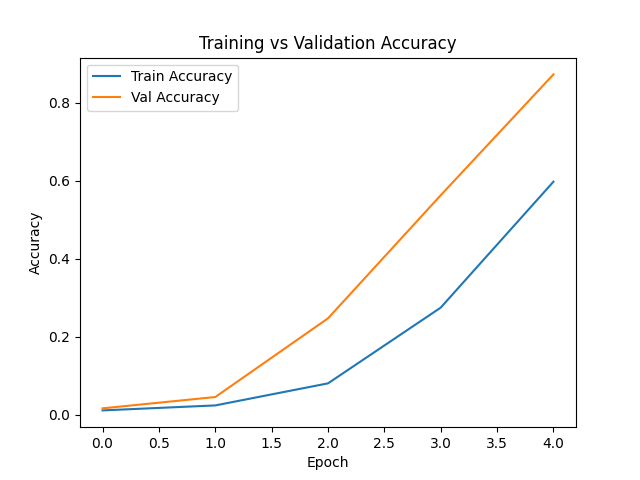 Training vs Validation Accuracy
Train Accuracy
Val Accuracy
0.8
0.6
0.4
0.2
0.0
Accuracy
0.0 0.5 1.0 1.5 2.0 2.5 3.0 3.5 4.0
Epoch